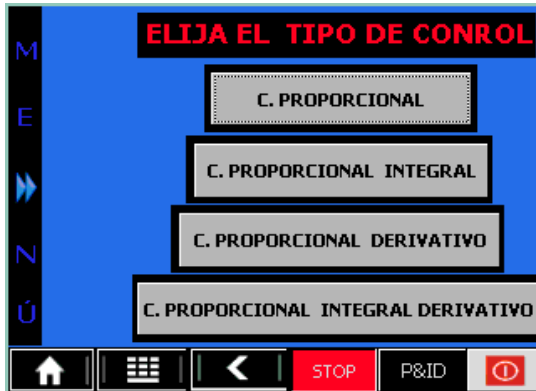 ELIJA EL TIPO DE CONROL
M
E
N
Ú
C. PROPORCIONAL
C. PROPORCIONAL INTEGRAL
C. PROPORCIONAL DERIVATIVO
C. PROPORCIONAL INTEGRAL DERIVATIVO
STOP P&ID